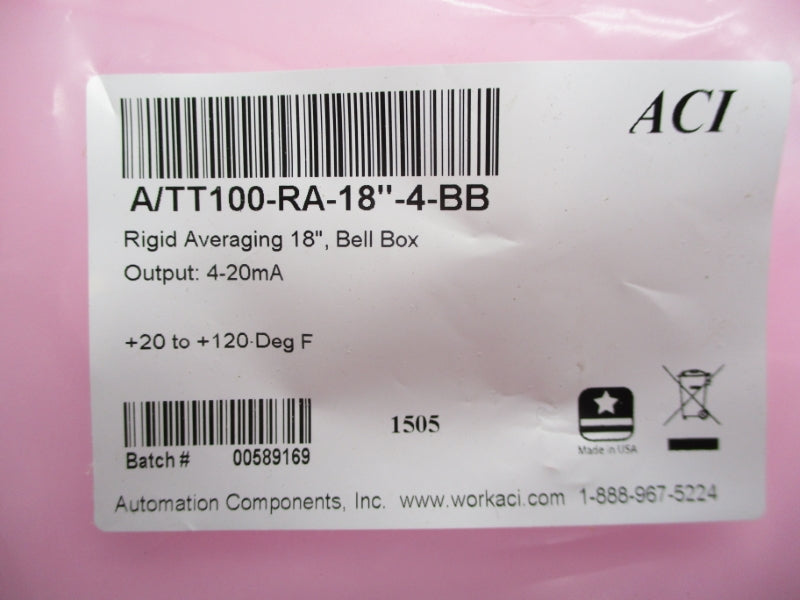 ACI
A/TT100-RA-18"-4-BB
Rigid Averaging 18", Bell Box
Output: 4-20mA
+20 to +120 Deg F
1505
Made in USA
Batch # 00589169
Automation Components, Inc. www.workaci.com 1-888-967-5224